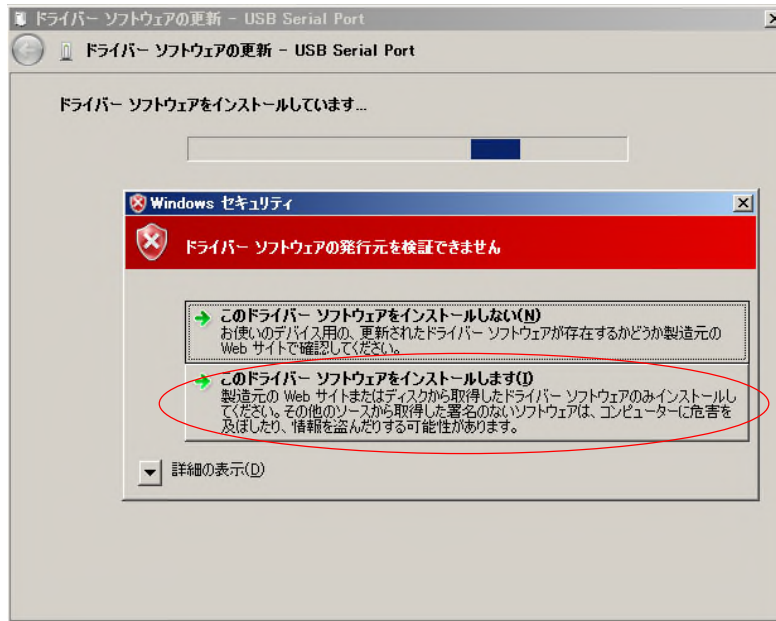 ドライバー ソフトウェアの更新 - USB Serial Port
ドライバー ソフトウェアの更新 - USB Serial Port
ドライバー ソフトウェアをインストールしています...
Windows セキュリティ
ドライバー ソフトウェアの発行元を検証できません
このドライバー ソフトウェアをインストールしない(N)
お使いのデバイス用の、更新されたドライバー ソフトウェアが存在するかどうか製造元の
Web サイトで確認してください。
このドライバー ソフトウェアをインストールします(I)
製造元の Web サイトまたはディスクから取得したドライバー ソフトウェアのみインストールし
てください。その他のソースから取得した署名のないソフトウェアは、コンピューターに危害を
及ぼしたり、情報を盗んだりする可能性があります。
詳細の表示(D)